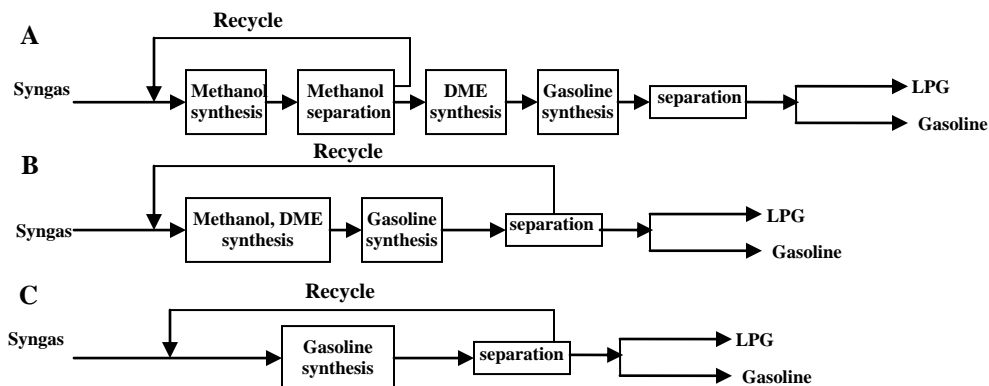 Recycle
A
Syngas
Methanol
synthesis
Methanol
separation
DME
synthesis
Gasoline
synthesis
separation
LPG
Gasoline
Recycle
B
Syngas
Methanol, DME
synthesis
Gasoline
synthesis
separation
LPG
Gasoline
Recycle
C
Syngas
Gasoline
synthesis
separation
LPG
Gasoline